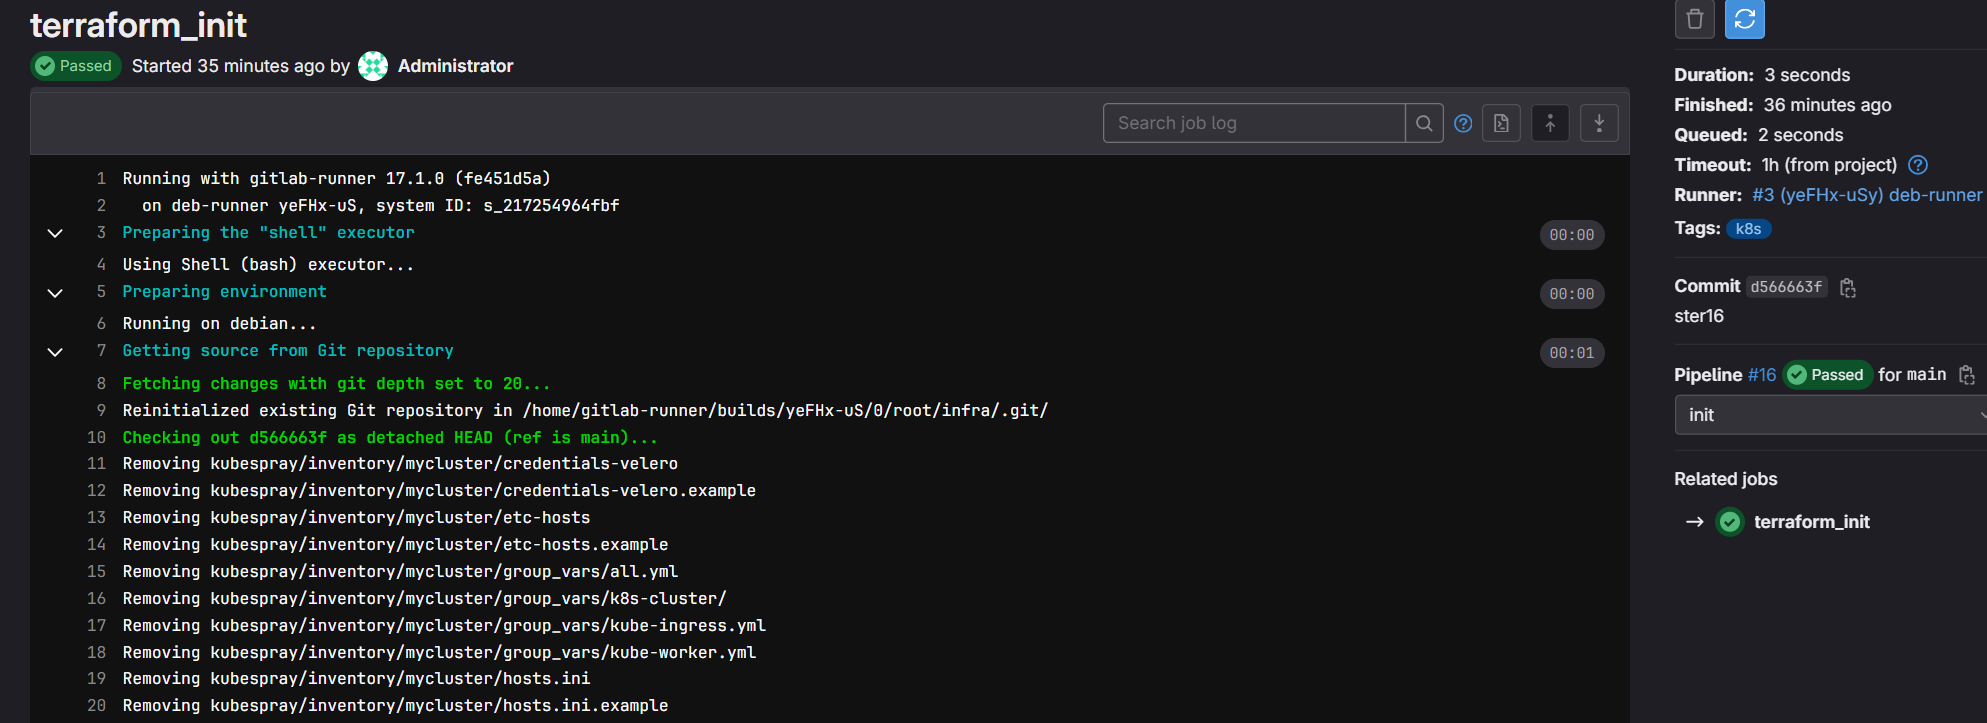 terraform_init
Passed Started 35 minutes ago by Administrator
Search job log
1 Running with gitlab-runner 17.1.0 (fe451d5a)
2 on deb-runner yeFHx-uS, system ID: s_217254964fbf
3 Preparing the "shell" executor 00:00
4 Using Shell (bash) executor...
5 Preparing environment 00:00
6 Running on debian...
7 Getting source from Git repository 00:01
8 Fetching changes with git depth set to 20...
9 Reinitialized existing Git repository in /home/gitlab-runner/builds/yeFHx-uS/0/root/infra/.git/
10 Checking out d566663f as detached HEAD (ref is main)...
11 Removing kubespray/inventory/mycluster/credentials-velero
12 Removing kubespray/inventory/mycluster/credentials-velero.example
13 Removing kubespray/inventory/mycluster/etc-hosts
14 Removing kubespray/inventory/mycluster/etc-hosts.example
15 Removing kubespray/inventory/mycluster/group_vars/all.yml
16 Removing kubespray/inventory/mycluster/group_vars/k8s-cluster/
17 Removing kubespray/inventory/mycluster/group_vars/kube-ingress.yml
18 Removing kubespray/inventory/mycluster/group_vars/kube-worker.yml
19 Removing kubespray/inventory/mycluster/hosts.ini
20 Removing kubespray/inventory/mycluster/hosts.ini.example
Duration: 3 seconds
Finished: 36 minutes ago
Queued: 2 seconds
Timeout: 1h (from project)
Runner: #3 (yeFHx-uSy) deb-runner
Tags: k8s
Commit d566663f
ster16
Pipeline #16 Passed for main
init
Related jobs
→ terraform_init